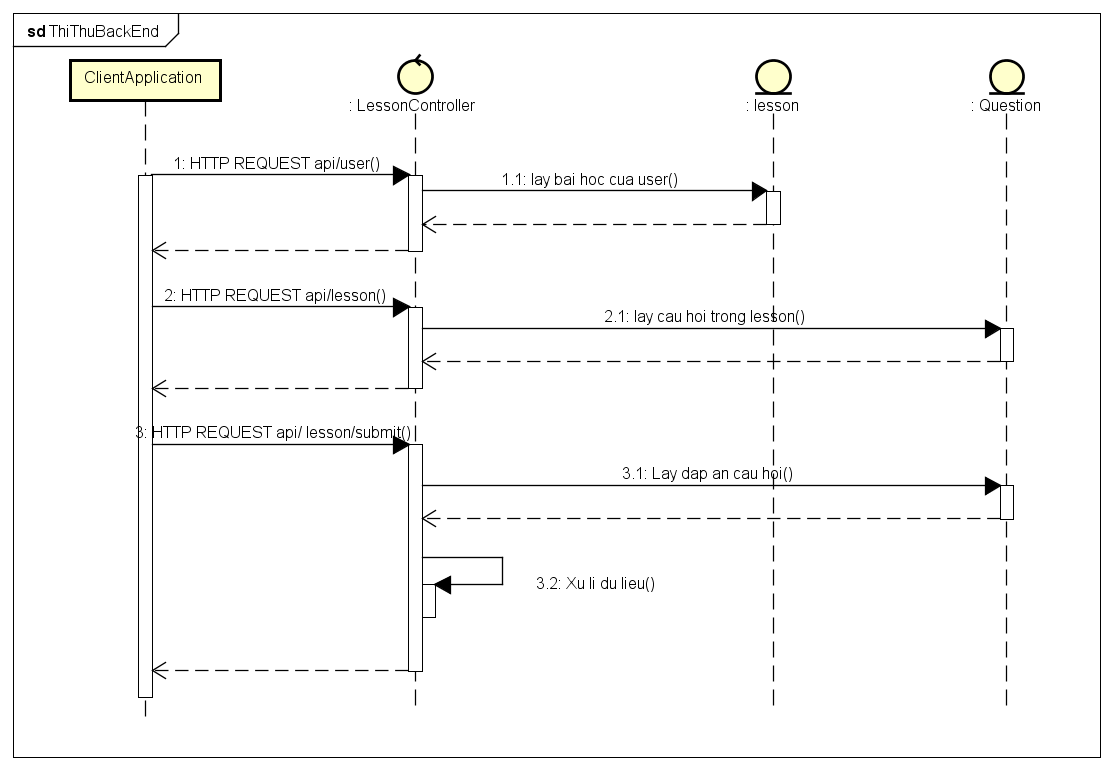 sd ThiThuBackEnd
ClientApplication
: LessonController
: lesson
: Question
1: HTTP REQUEST api/user()
1.1: lay bai hoc cua user()
2: HTTP REQUEST api/lesson()
2.1: lay cau hoi trong lesson()
3: HTTP REQUEST api/ lesson/submit()
3.1: Lay dap an cau hoi()
3.2: Xu li du lieu()